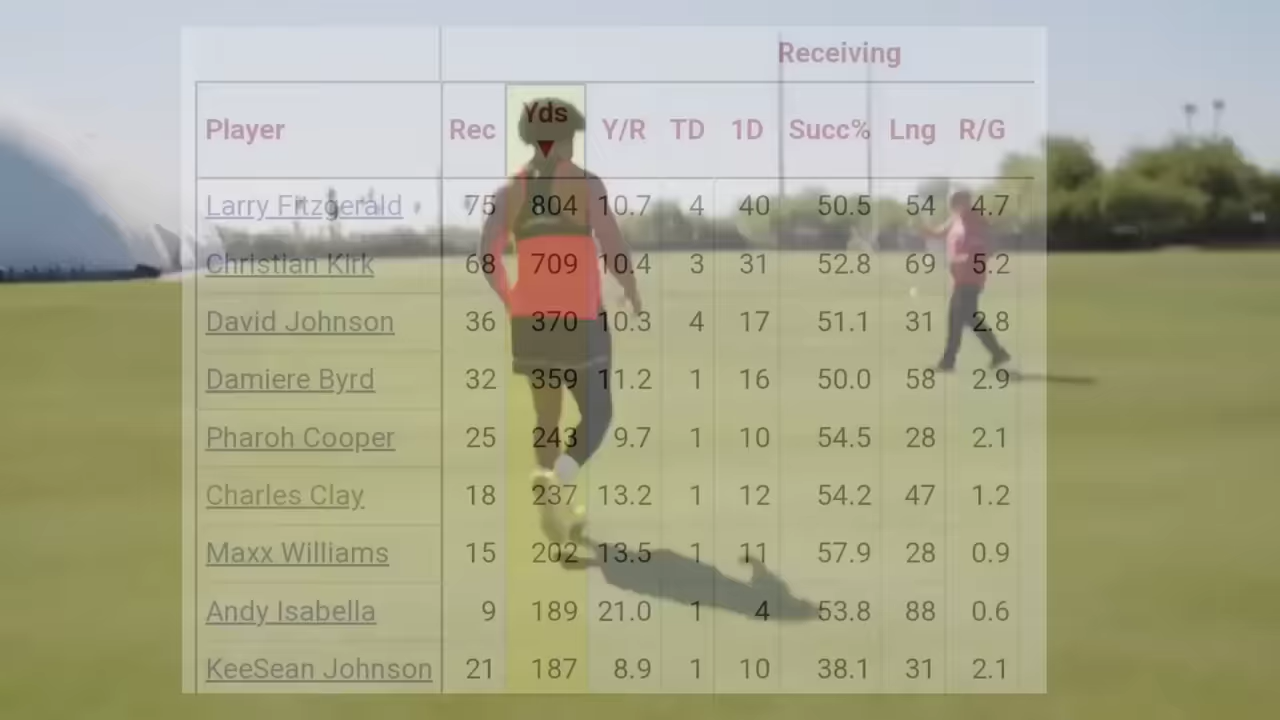 Receiving
Player Rec Yds Y/R TD 1D Succ% Lng R/G
Larry Fitzgerald 75 804 10.7 4 40 50.5 54 4.7
Christian Kirk 68 709 10.4 3 31 52.8 69 5.2
David Johnson 36 370 10.3 4 17 51.1 31 2.8
Damiere Byrd 32 359 11.2 1 16 50.0 58 2.9
Pharoh Cooper 25 243 9.7 1 10 54.5 28 2.1
Charles Clay 18 237 13.2 1 12 54.2 47 1.2
Maxx Williams 15 202 13.5 1 11 57.9 28 0.9
Andy Isabella 9 189 21.0 1 4 53.8 88 0.6
KeeSean Johnson 21 187 8.9 1 10 38.1 31 2.1